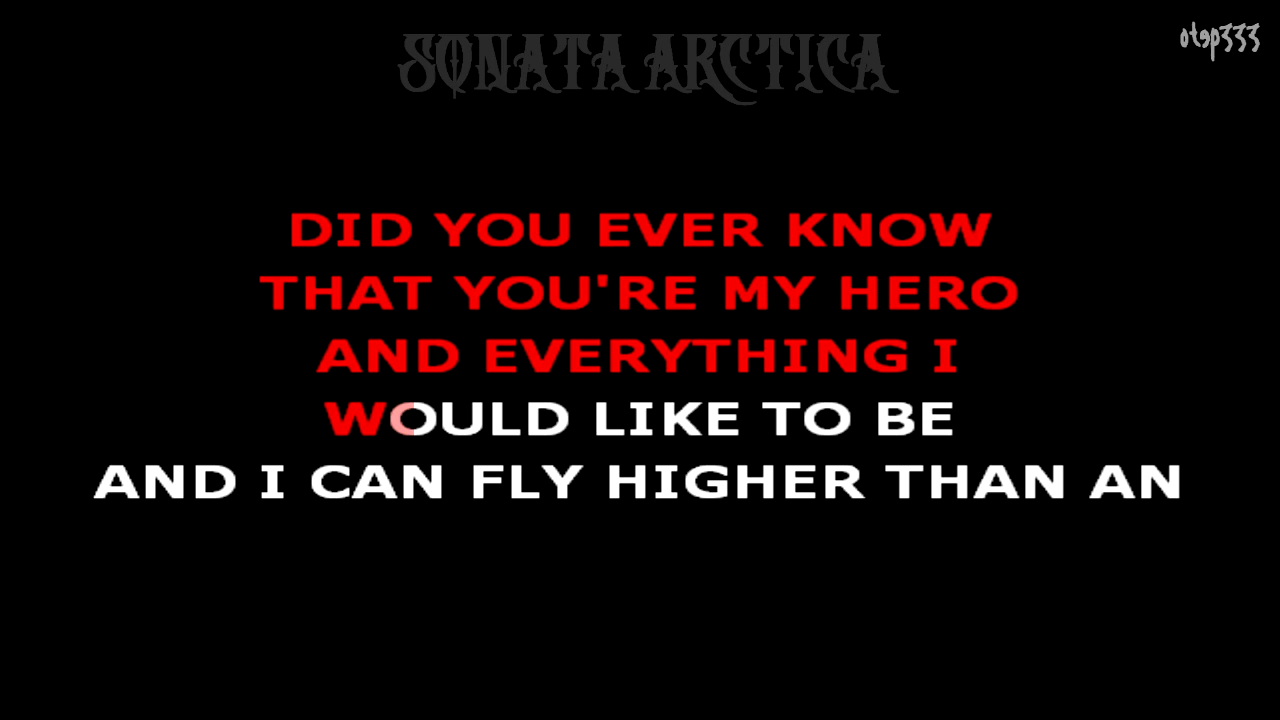 SONATA ARCTICA
otep333
DID YOU EVER KNOW
THAT YOU'RE MY HERO
AND EVERYTHING I
WOULD LIKE TO BE
AND I CAN FLY HIGHER THAN AN